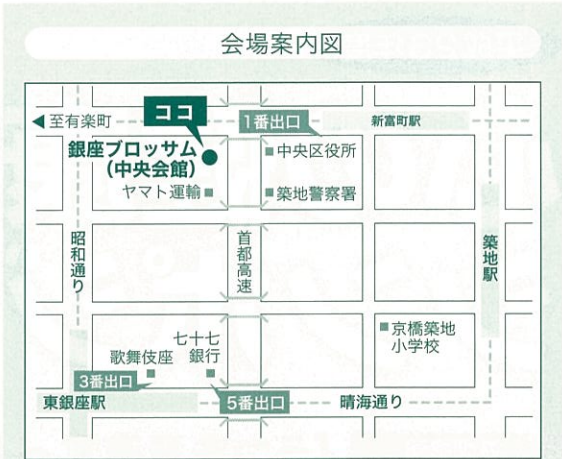 会場案内図
至有楽町
ココ
1番出口
新富町駅
銀座ブロッサム
(中央会館)
中央区役所
ヤマト運輸
築地警察署
昭和通り
首都高速
築地駅
七十七
銀行
歌舞伎座
京橋築地
小学校
3番出口
東銀座駅
5番出口
晴海通り